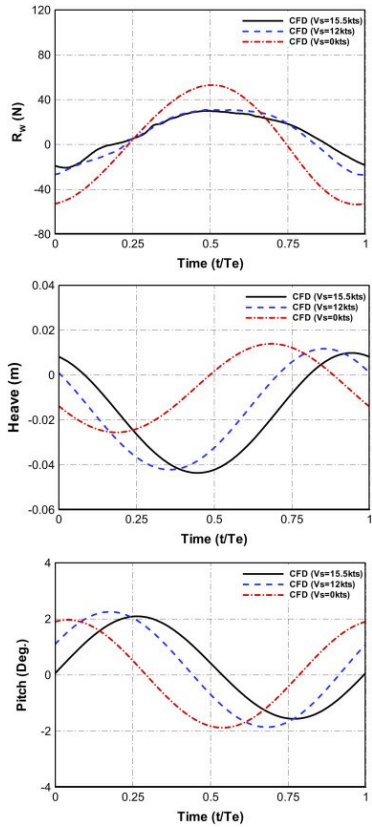 120
80
40
0
-40
-80
R_w (N)
CFD (Vs=15.5kts)
CFD (Vs=12kts)
CFD (Vs=0kts)
0
0.25
0.5
0.75
1
Time (t/Te)
0.04
0.02
0
-0.02
-0.04
-0.06
Heave (m)
CFD (Vs=15.5kts)
CFD (Vs=12kts)
CFD (Vs=0kts)
0
0.25
0.5
0.75
1
Time (t/Te)
4
2
0
-2
-4
Pitch (Deg.)
CFD (Vs=15.5kts)
CFD (Vs=12kts)
CFD (Vs=0kts)
0
0.25
0.5
0.75
1
Time (t/Te)